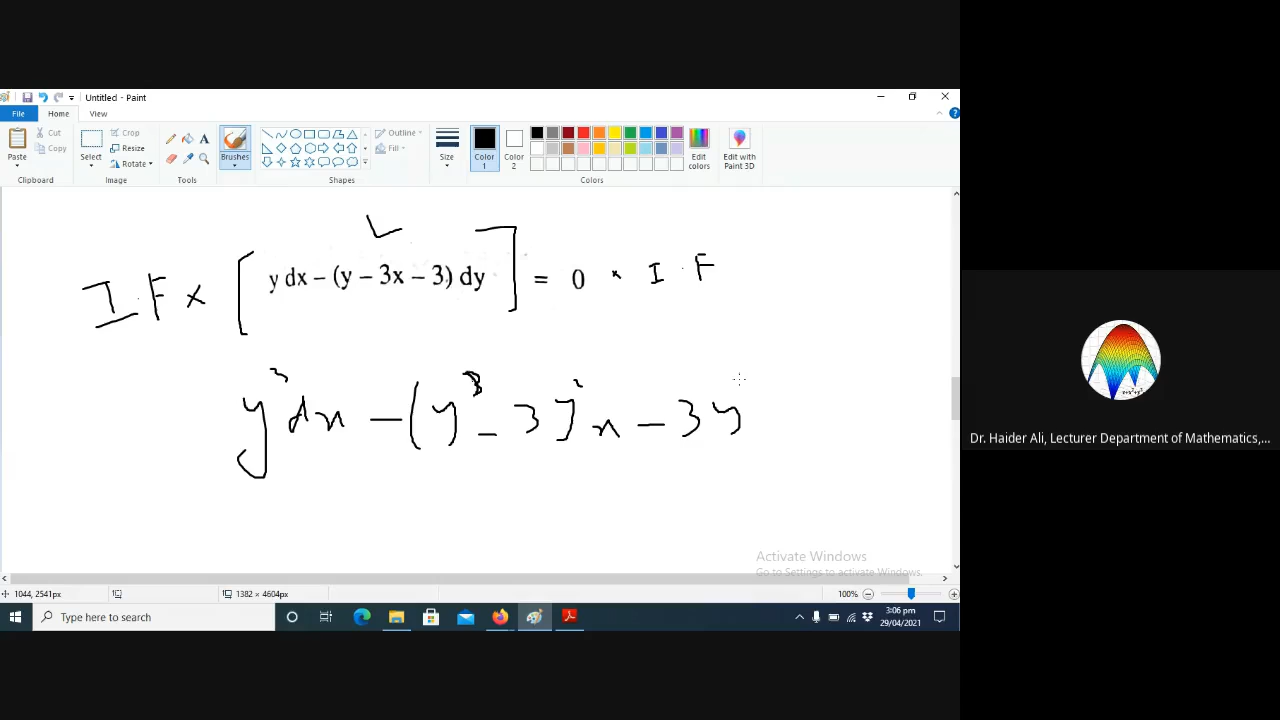 Untitled - Paint
File Home View
Paste Cut Copy Clipboard
Select Crop Resize Rotate Image
Tools
Brushes
Outline Fill Shapes
Size
Color 1 Color 2 Edit colors Colors
Edit with Paint 3D
I.F × [ y dx – (y – 3x – 3) dy ] = 0 × I.F
y³ dx – (y³ – 3y²x – 3y
Activate Windows
Go to Settings to activate Windows.
1044, 2541px 1382 × 4604px 100%
Type here to search 3:06 pm
29/04/2021
Dr. Haider Ali, Lecturer Department of Mathematics,...